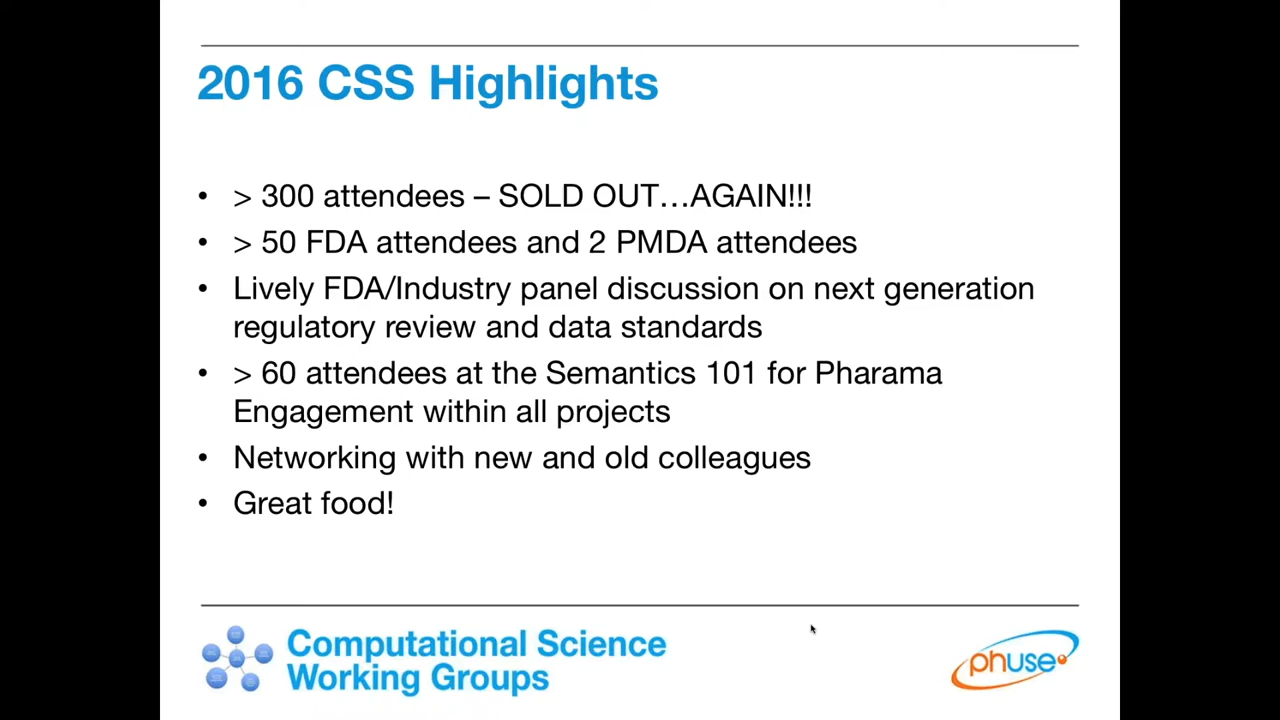 2016 CSS Highlights
• > 300 attendees – SOLD OUT…AGAIN!!!
• > 50 FDA attendees and 2 PMDA attendees
• Lively FDA/Industry panel discussion on next generation
regulatory review and data standards
• > 60 attendees at the Semantics 101 for Pharama
Engagement within all projects
• Networking with new and old colleagues
• Great food!
Computational Science
Working Groups
phuse